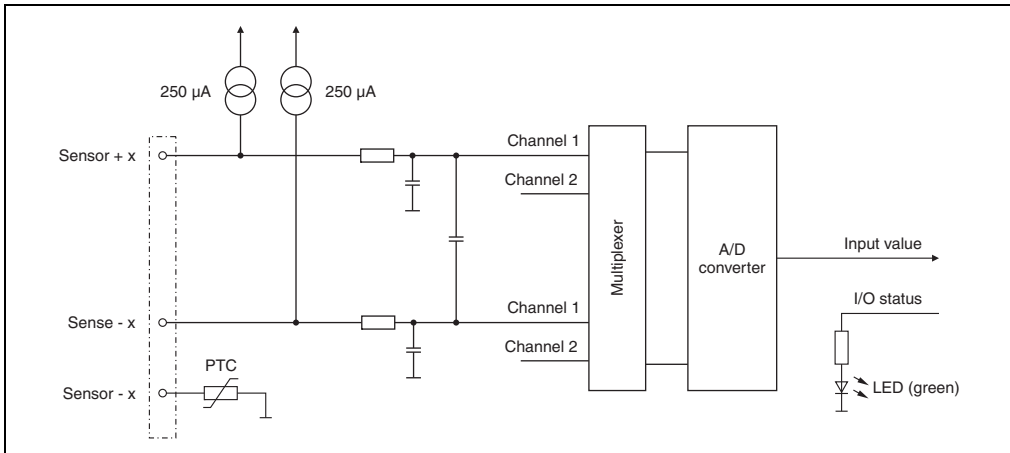 250 µA
250 µA
Sensor + x
Channel 1
Channel 2
Multiplexer
A/D
converter
Input value
I/O status
Sense - x
Channel 1
Channel 2
PTC
Sensor - x
LED (green)